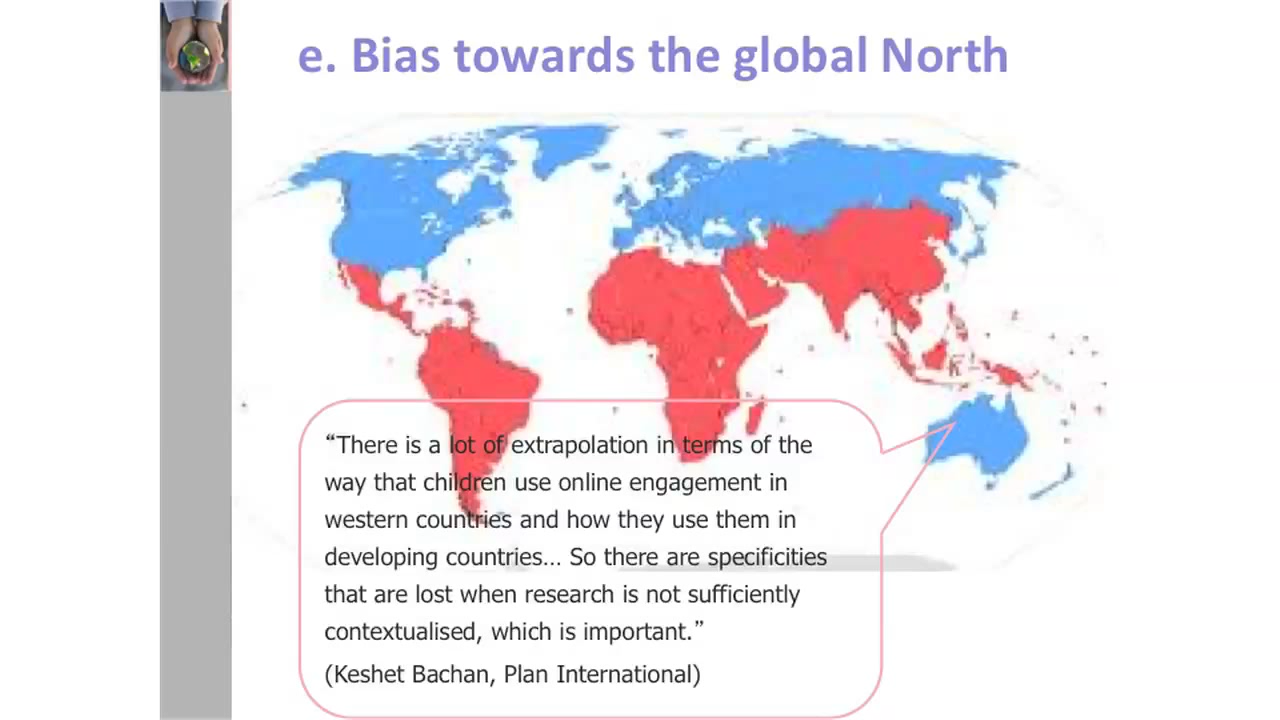 e. Bias towards the global North
“There is a lot of extrapolation in terms of the
way that children use online engagement in
western countries and how they use them in
developing countries… So there are specificities
that are lost when research is not sufficiently
contextualised, which is important.”
(Keshet Bachan, Plan International)